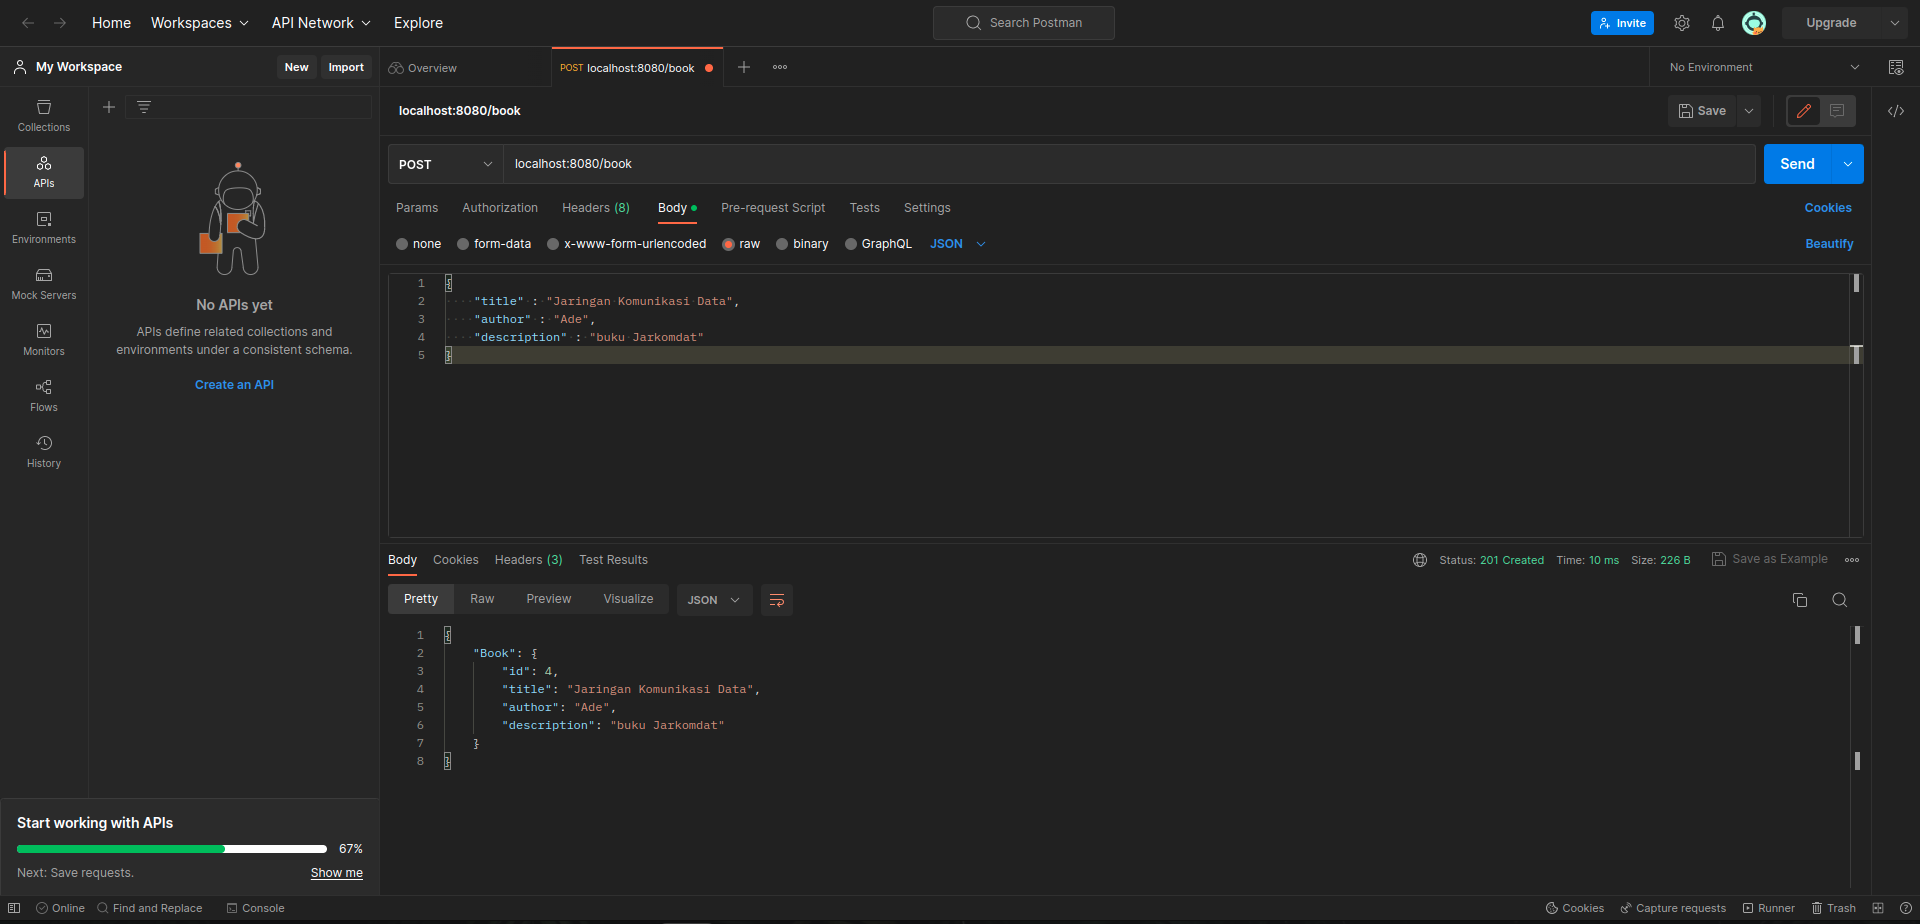 Home Workspaces API Network Explore Search Postman Invite Upgrade
My Workspace New Import Overview POST localhost:8080/book No Environment
Collections
APIs
Environments
Mock Servers
Monitors
Flows
History
No APIs yet
APIs define related collections and
environments under a consistent schema.
Create an API
Start working with APIs
67%
Next: Save requests. Show me
localhost:8080/book Save
POST localhost:8080/book Send
Params Authorization Headers (8) Body Pre-request Script Tests Settings Cookies
none form-data x-www-form-urlencoded raw binary GraphQL JSON Beautify
1 {
2 "title" : "Jaringan Komunikasi Data",
3 "author" : "Ade",
4 "description" : "buku Jarkomdat"
5 }
Body Cookies Headers (3) Test Results Status: 201 Created Time: 10 ms Size: 226 B Save as Example
Pretty Raw Preview Visualize JSON
1 {
2 "Book": {
3 "id": 4,
4 "title": "Jaringan Komunikasi Data",
5 "author": "Ade",
6 "description": "buku Jarkomdat"
7 }
8 }
Online Find and Replace Console Cookies Capture requests Runner Trash